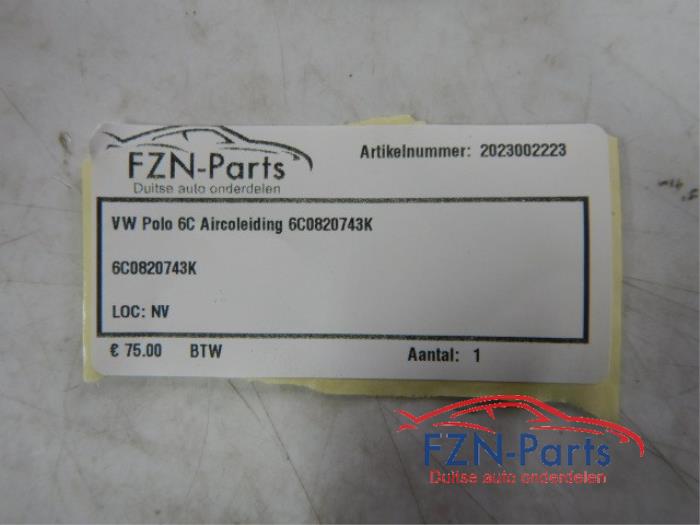 FZN-Parts
Duitse auto onderdelen
Artikelnummer: 2023002223
VW Polo 6C Aircoleiding 6C0820743K
6C0820743K
LOC: NV
€ 75.00 BTW Aantal: 1
FZN-Parts
Duitse auto onderdelen